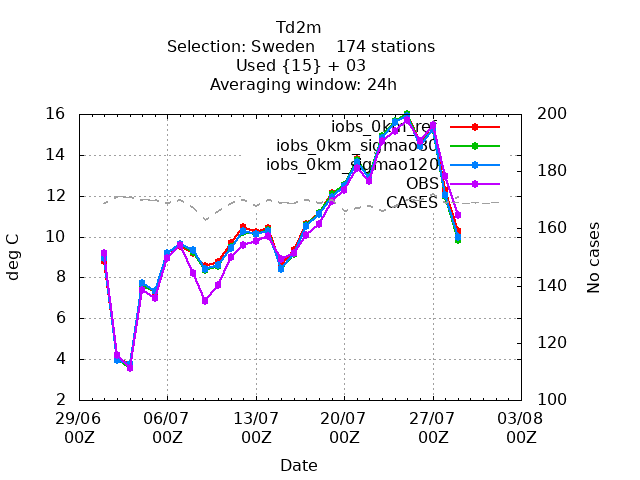 Td2m
Selection: Sweden    174 stations
Used {15} + 03
Averaging window: 24h
iobs_0km_ref
iobs_0km_sigmao80
iobs_0km_sigmao120
OBS
CASES
16
14
12
10
8
6
4
2
deg C
200
180
160
140
120
100
No cases
29/06 06/07 13/07 20/07 27/07 03/08
00Z 00Z 00Z 00Z 00Z 00Z
Date